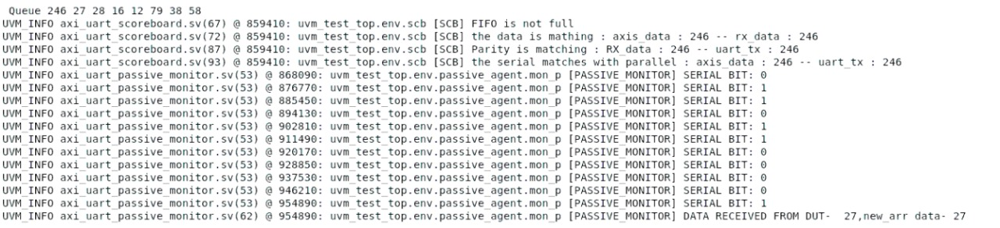 Queue 246 27 28 16 12 79 38 58
UVM_INFO axi_uart_scoreboard.sv(67) @ 859410: uvm_test_top.env.scb [SCB] FIFO is not full
UVM_INFO axi_uart_scoreboard.sv(72) @ 859410: uvm_test_top.env.scb [SCB] the data is mathing : axis_data : 246 -- rx_data : 246
UVM_INFO axi_uart_scoreboard.sv(87) @ 859410: uvm_test_top.env.scb [SCB] Parity is matching : RX_data : 246 -- uart_tx : 246
UVM_INFO axi_uart_scoreboard.sv(93) @ 859410: uvm_test_top.env.scb [SCB] the serial matches with parallel : axis_data : 246 -- uart_tx : 246
UVM_INFO axi_uart_passive_monitor.sv(53) @ 868090: uvm_test_top.env.passive_agent.mon_p [PASSIVE_MONITOR] SERIAL BIT: 0
UVM_INFO axi_uart_passive_monitor.sv(53) @ 876770: uvm_test_top.env.passive_agent.mon_p [PASSIVE_MONITOR] SERIAL BIT: 1
UVM_INFO axi_uart_passive_monitor.sv(53) @ 885450: uvm_test_top.env.passive_agent.mon_p [PASSIVE_MONITOR] SERIAL BIT: 1
UVM_INFO axi_uart_passive_monitor.sv(53) @ 894130: uvm_test_top.env.passive_agent.mon_p [PASSIVE_MONITOR] SERIAL BIT: 0
UVM_INFO axi_uart_passive_monitor.sv(53) @ 902810: uvm_test_top.env.passive_agent.mon_p [PASSIVE_MONITOR] SERIAL BIT: 1
UVM_INFO axi_uart_passive_monitor.sv(53) @ 911490: uvm_test_top.env.passive_agent.mon_p [PASSIVE_MONITOR] SERIAL BIT: 1
UVM_INFO axi_uart_passive_monitor.sv(53) @ 920170: uvm_test_top.env.passive_agent.mon_p [PASSIVE_MONITOR] SERIAL BIT: 0
UVM_INFO axi_uart_passive_monitor.sv(53) @ 928850: uvm_test_top.env.passive_agent.mon_p [PASSIVE_MONITOR] SERIAL BIT: 0
UVM_INFO axi_uart_passive_monitor.sv(53) @ 937530: uvm_test_top.env.passive_agent.mon_p [PASSIVE_MONITOR] SERIAL BIT: 0
UVM_INFO axi_uart_passive_monitor.sv(53) @ 946210: uvm_test_top.env.passive_agent.mon_p [PASSIVE_MONITOR] SERIAL BIT: 0
UVM_INFO axi_uart_passive_monitor.sv(53) @ 954890: uvm_test_top.env.passive_agent.mon_p [PASSIVE_MONITOR] SERIAL BIT: 1
UVM_INFO axi_uart_passive_monitor.sv(62) @ 954890: uvm_test_top.env.passive_agent.mon_p [PASSIVE_MONITOR] DATA RECEIVED FROM DUT-  27,new_arr data- 27